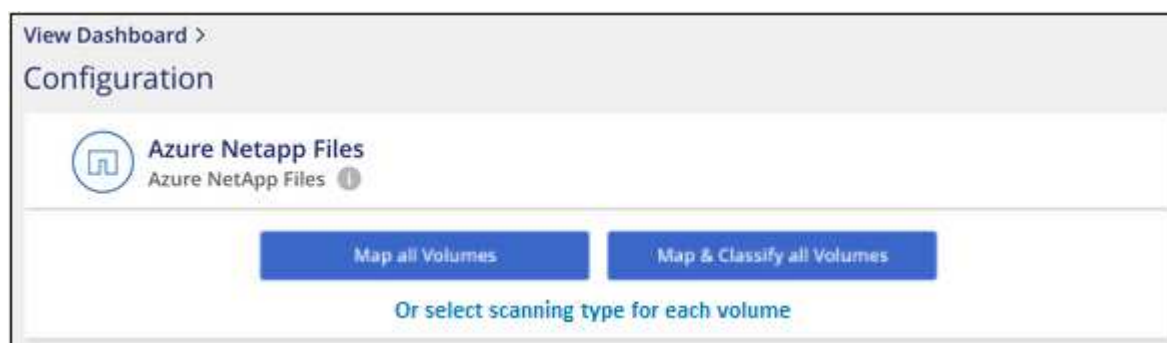 View Dashboard >
Configuration
Azure Netapp Files
Azure NetApp Files
Map all Volumes Map & Classify all Volumes
Or select scanning type for each volume